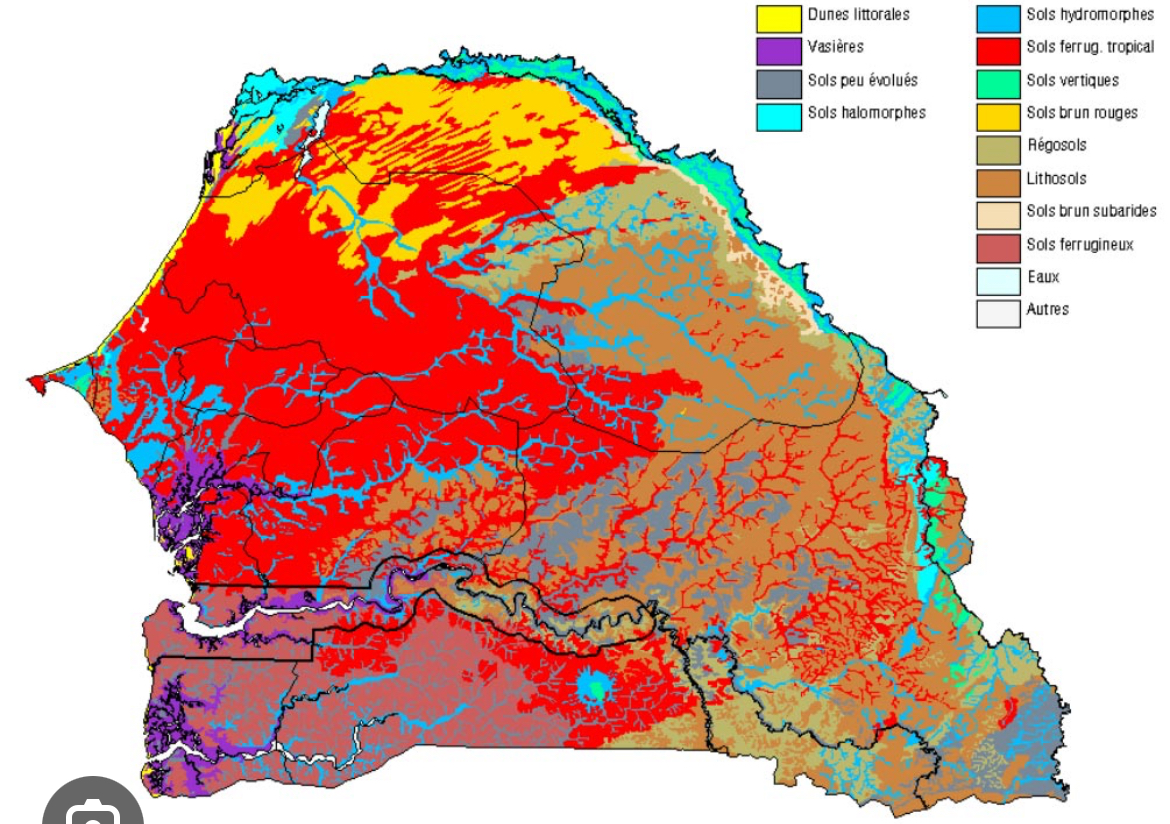 Dunes littorales
Vasières
Sols peu évolués
Sols halomorphes
Sols hydromorphes
Sols ferrug. tropical
Sols vertiques
Sols brun rouges
Régosols
Lithosols
Sols brun subarides
Sols ferrugineux
Eaux
Autres